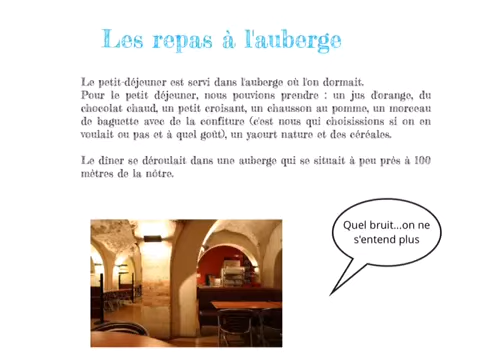 Les repas à l'auberge
Le petit-déjeuner est servi dans l'auberge où l'on dormait.
Pour le petit déjeuner, nous pouvions prendre : un jus d'orange, du
chocolat chaud, un petit croisant, un chausson au pomme, un morceau
de baguette avec de la confiture (c'est nous qui choisissions si on en
voulait ou pas et à quel goût), un yaourt nature et des céréales.
Le dîner se déroulait dans une auberge qui se situait à peu prés à 100
mètres de la nôtre.
Quel bruit...on ne
s'entend plus